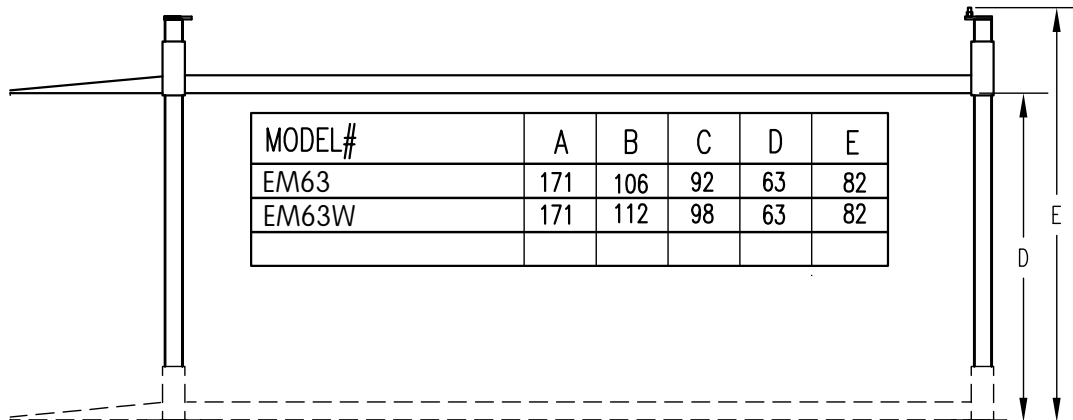 MODEL# A B C D E
EM63 171 106 92 63 82
EM63W 171 112 98 63 82
E
D